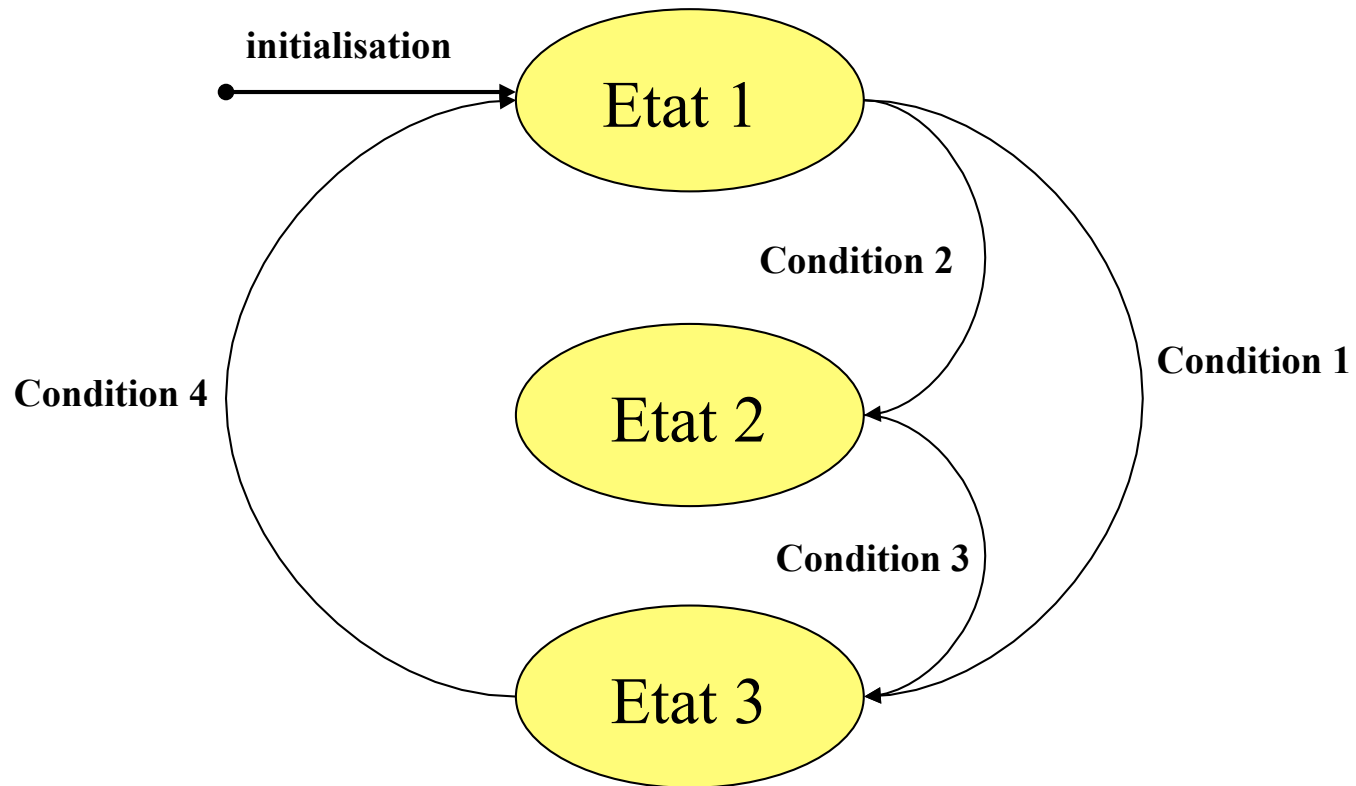 initialisation
Etat 1
Condition 2
Condition 1
Condition 4
Etat 2
Condition 3
Etat 3